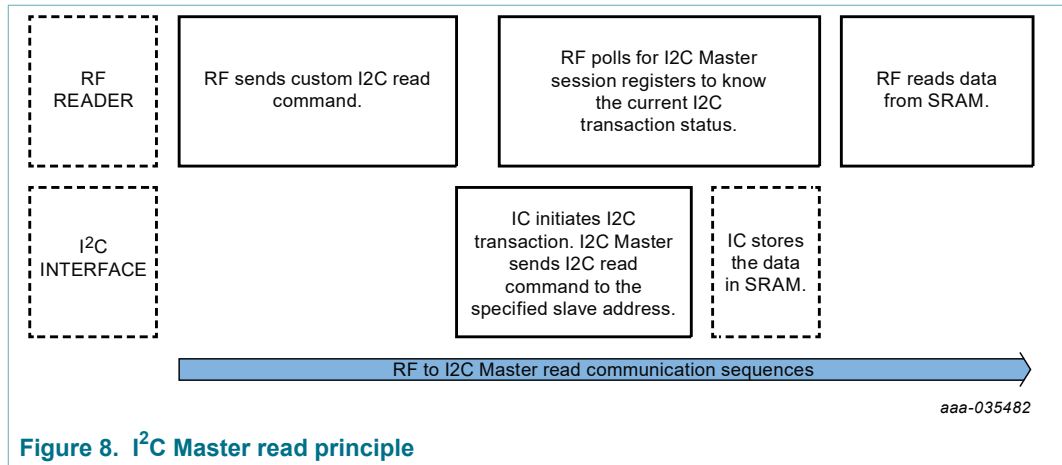 RF
READER
RF sends custom I2C read
command.
RF polls for I2C Master
session registers to know
the current I2C
transaction status.
RF reads data
from SRAM.
I2C
INTERFACE
IC initiates I2C
transaction. I2C Master
sends I2C read
command to the
specified slave address.
IC stores
the data
in SRAM.
RF to I2C Master read communication sequences
aaa-035482
Figure 8. I2C Master read principle